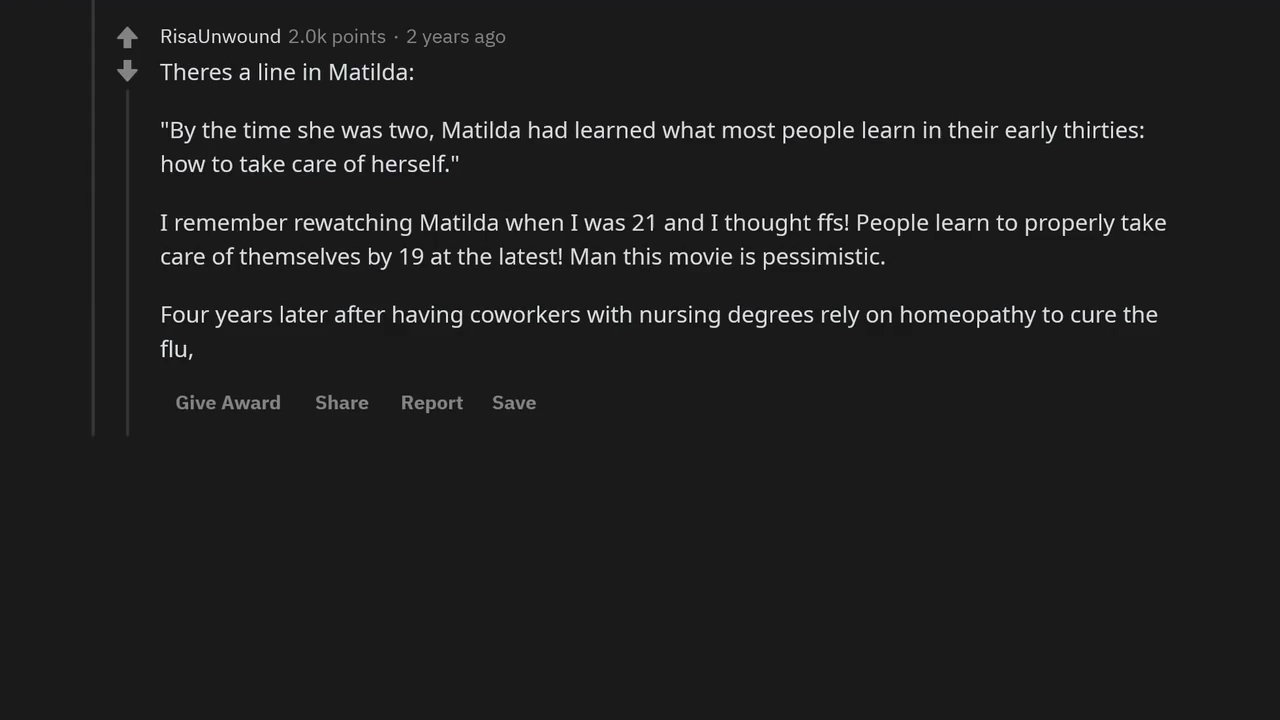 RisaUnwound 2.0k points · 2 years ago
Theres a line in Matilda:
"By the time she was two, Matilda had learned what most people learn in their early thirties:
how to take care of herself."
I remember rewatching Matilda when I was 21 and I thought ffs! People learn to properly take
care of themselves by 19 at the latest! Man this movie is pessimistic.
Four years later after having coworkers with nursing degrees rely on homeopathy to cure the
flu,
Give Award Share Report Save